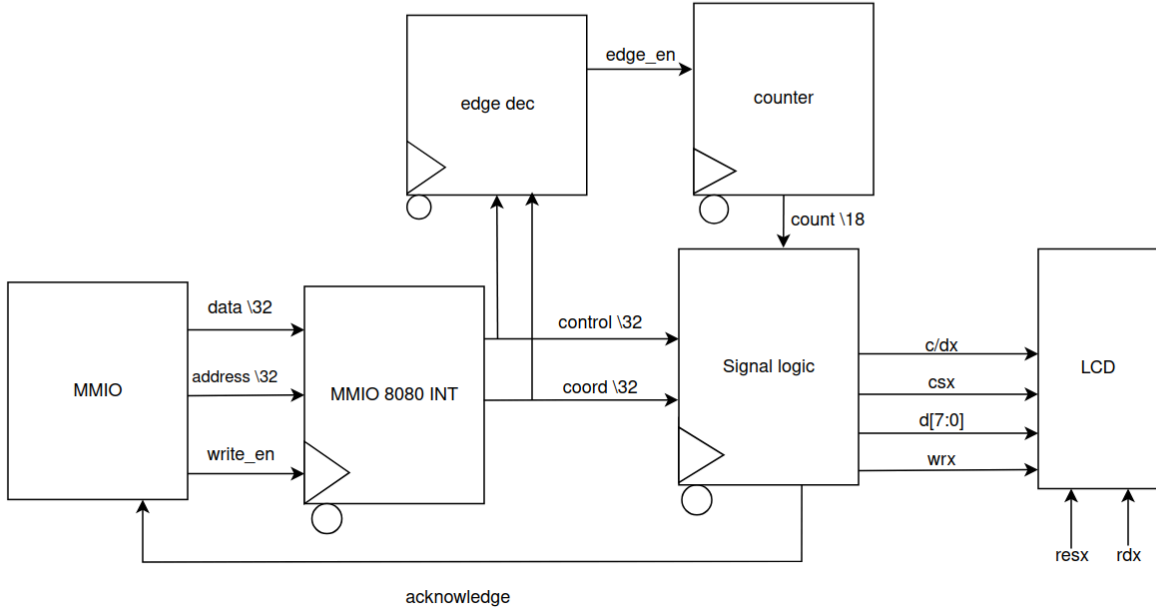 edge_en
edge dec
counter
count \18
data \32
control \32
c/dx
Signal logic
LCD
address \32
MMIO
MMIO 8080 INT
coord \32
csx
d[7:0]
write_en
wrx
resx
rdx
acknowledge